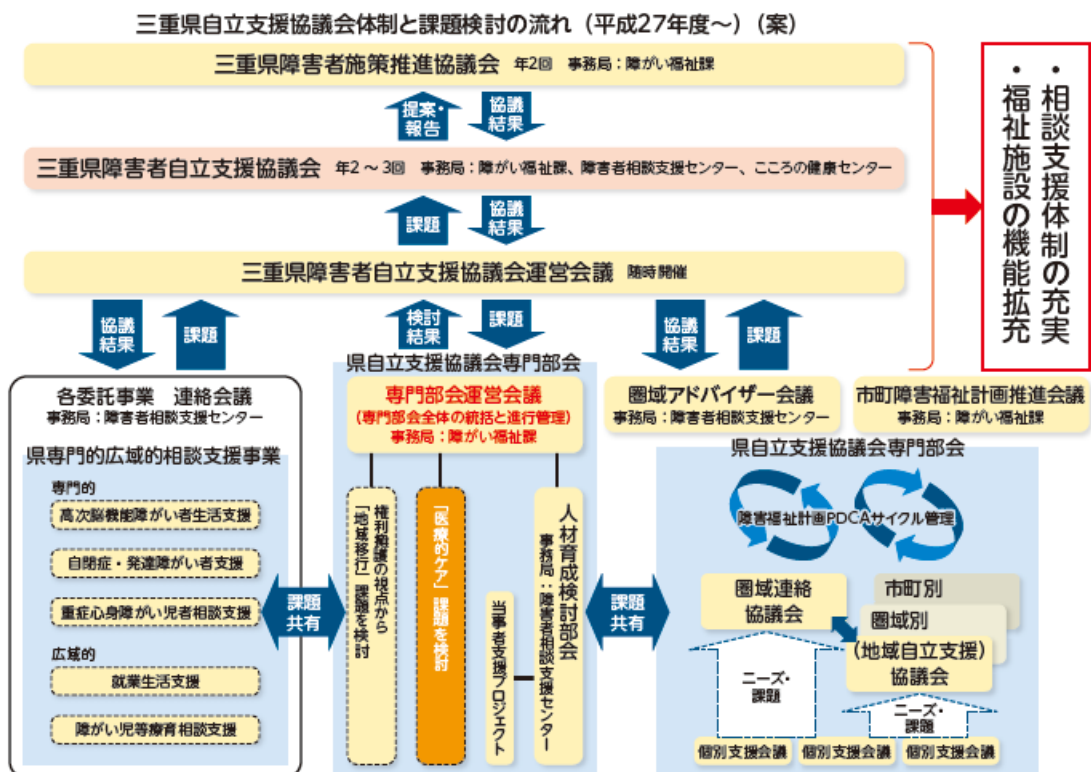 三重県自立支援協議会体制と課題検討の流れ（平成27年度～）（案）
三重県障害者施策推進協議会 年2回 事務局：障がい福祉課
提案・
報告
協議
結果
三重県障害者自立支援協議会 年2～3回 事務局：障がい福祉課、障害者相談支援センター、こころの健康センター
課題
協議
結果
三重県障害者自立支援協議会運営会議 随時開催
・相談支援体制の充実
・福祉施設の機能拡充
協議
結果
課題
検討
結果
課題
協議
結果
課題
各委託事業 連絡会議
事務局：障害者相談支援センター
県専門的広域的相談支援事業
専門的
高次脳機能障がい者生活支援
自閉症・発達障がい者支援
重症心身障がい児者相談支援
広域的
就業生活支援
障がい児等療育相談支援
課題
共有
県自立支援協議会専門部会
専門部会運営会議
（専門部会全体の統括と進行管理）
事務局：障がい福祉課
権利擁護の視点から
「地域移行」課題を検討
「医療的ケア」課題を検討
当事者支援プロジェクト
人材育成検討部会
事務局：障害者相談支援センター
課題
共有
圏域アドバイザー会議
事務局：障害者相談支援センター
市町障害福祉計画推進会議
事務局：障がい福祉課
県自立支援協議会専門部会
障害福祉計画PDCAサイクル管理
圏域連絡
協議会
市町別
圏域別
（地域自立支援）
協議会
ニーズ・
課題
ニーズ・
課題
個別支援会議
個別支援会議
個別支援会議